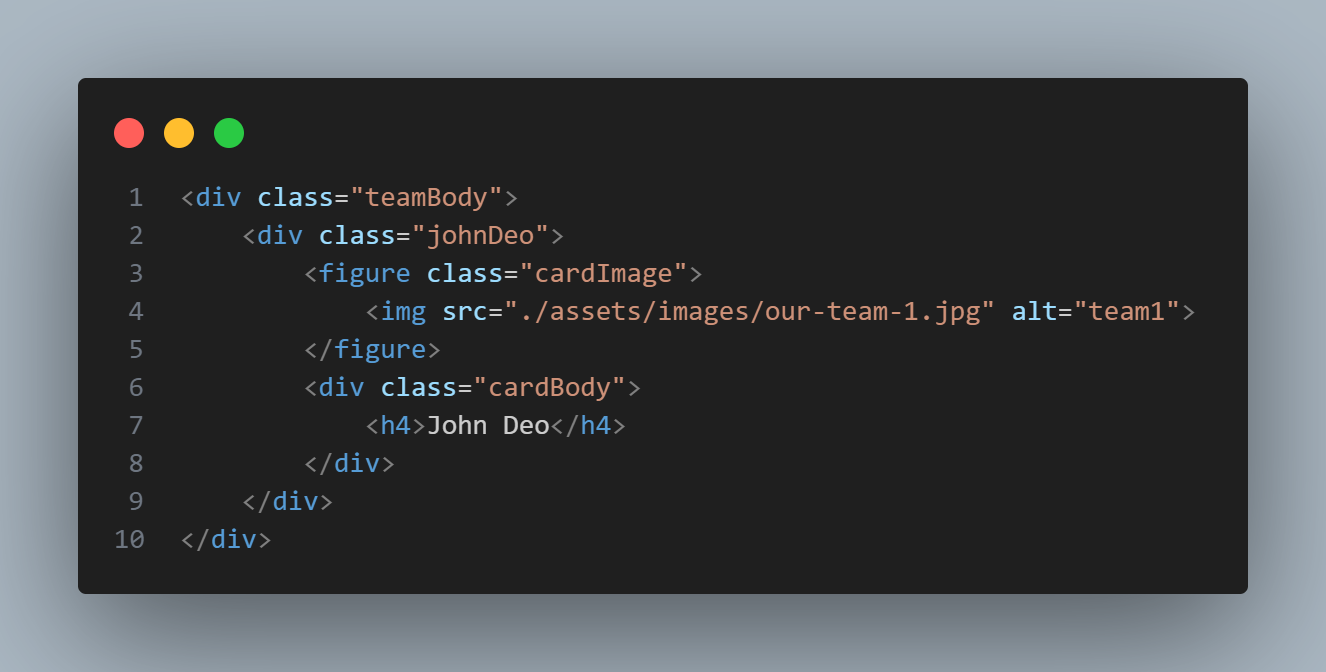 1 <div class="teamBody">
2     <div class="johnDeo">
3         <figure class="cardImage">
4             <img src="./assets/images/our-team-1.jpg" alt="team1">
5         </figure>
6         <div class="cardBody">
7             <h4>John Deo</h4>
8         </div>
9     </div>
10 </div>